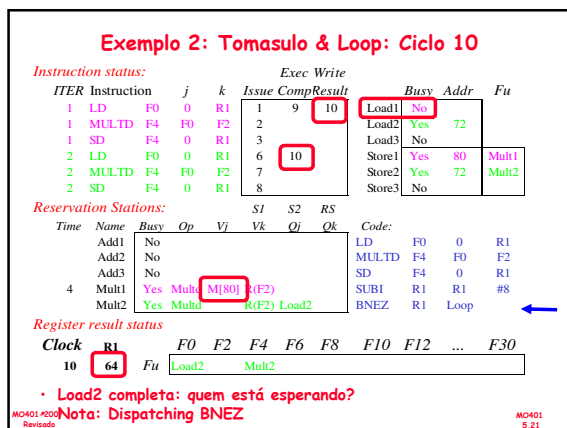 Exemplo 2: Tomasulo & Loop: Ciclo 10
Instruction status: Exec Write
ITER Instruction j k Issue Comp Result Busy Addr Fu
1 LD F0 0 R1 1 9 10 Load1 No
1 MULTD F4 F0 F2 2 Load2 Yes 72
1 SD F4 0 R1 3 Load3 No
2 LD F0 0 R1 6 10 Store1 Yes 80 Mult1
2 MULTD F4 F0 F2 7 Store2 Yes 72 Mult2
2 SD F4 0 R1 8 Store3 No
Reservation Stations: S1 S2 RS
Time Name Busy Op Vj Vk Qj Qk Code:
Add1 No LD F0 0 R1
Add2 No MULTD F4 F0 F2
Add3 No SD F4 0 R1
4 Mult1 Yes Multd M[80] R(F2) SUBI R1 R1 #8
Mult2 Yes Multd R(F2) Load2 BNEZ R1 Loop
Register result status
Clock R1 F0 F2 F4 F6 F8 F10 F12 ... F30
10 64 Fu Load2 Mult2
• Load2 completa: quem está esperando?
Nota: Dispatching BNEZ
Revisado
MO401
5.21